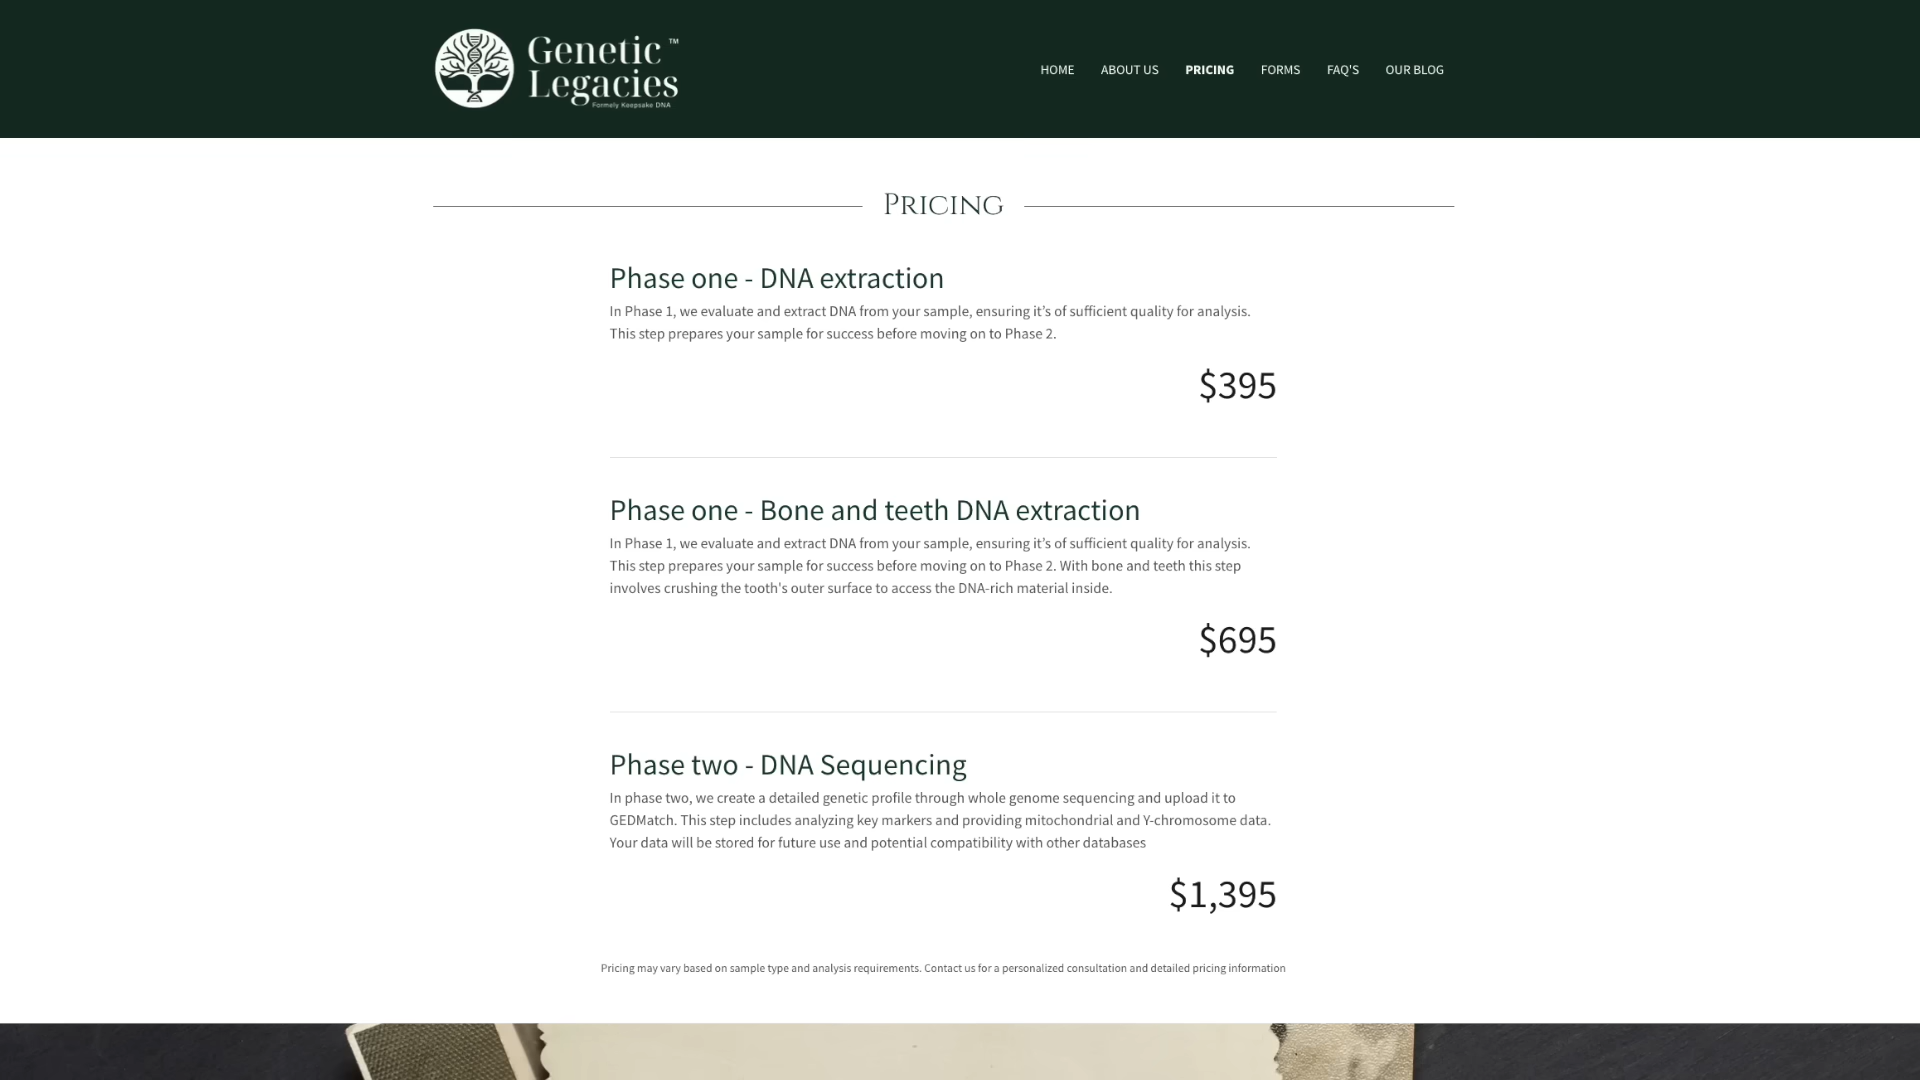 Genetic ™
Legacies
Formely Keepsake DNA
HOME ABOUT US PRICING FORMS FAQ'S OUR BLOG
Pricing
Phase one - DNA extraction
In Phase 1, we evaluate and extract DNA from your sample, ensuring it’s of sufficient quality for analysis.
This step prepares your sample for success before moving on to Phase 2.
$395
Phase one - Bone and teeth DNA extraction
In Phase 1, we evaluate and extract DNA from your sample, ensuring it’s of sufficient quality for analysis.
This step prepares your sample for success before moving on to Phase 2. With bone and teeth this step
involves crushing the tooth's outer surface to access the DNA-rich material inside.
$695
Phase two - DNA Sequencing
In phase two, we create a detailed genetic profile through whole genome sequencing and upload it to
GEDMatch. This step includes analyzing key markers and providing mitochondrial and Y-chromosome data.
Your data will be stored for future use and potential compatibility with other databases
$1,395
Pricing may vary based on sample type and analysis requirements. Contact us for a personalized consultation and detailed pricing information